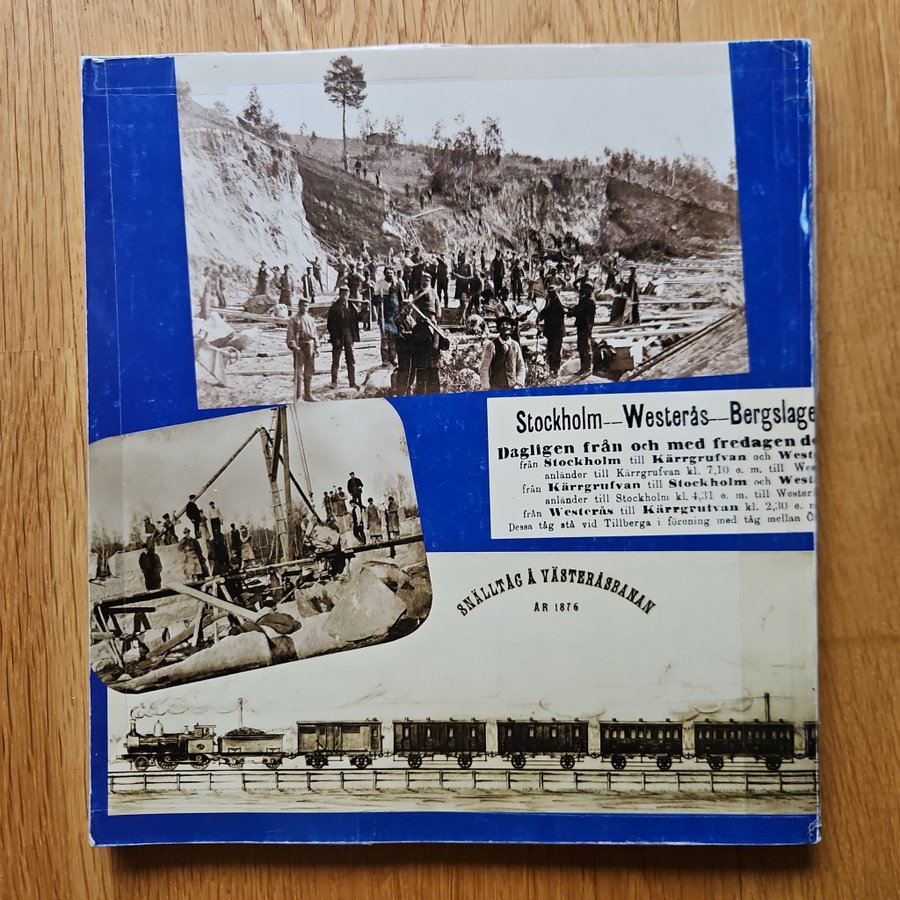 Stockholm—Westerås—Bergslage
Dagligen från och med fredagen d
från Stockholm till Kärrgrufvan och West
anländer till Kärrgrufvan kl. 7,10 e. m. till We
från Kärrgrufvan till Stockholm och West
anländer till Stockholm kl. 4,31 e. m. till Wester
från Westerås till Kärrgrufvan kl. 2,30 e. m
Dessa tåg stå vid Tillberga i förening med tåg mellan
SNÄLLTÅG Å VÄSTERÅSBANAN
ÅR 1876